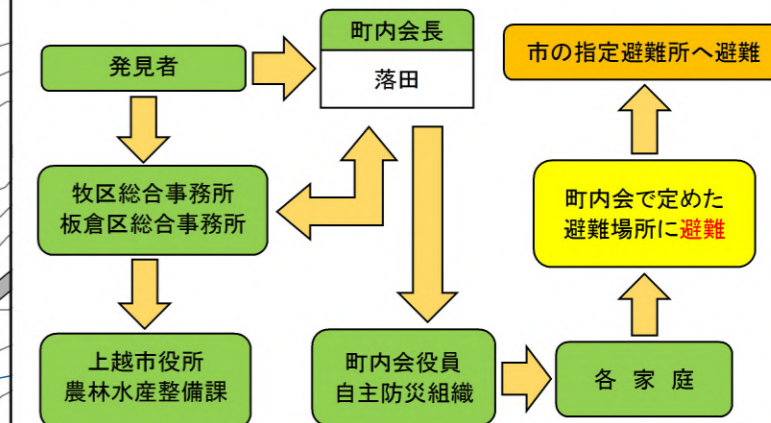 発見者
町内会長
落田
市の指定避難所へ避難
牧区総合事務所
板倉区総合事務所
町内会で定めた
避難場所に避難
上越市役所
農林水産整備課
町内会役員
自主防災組織
各 家 庭